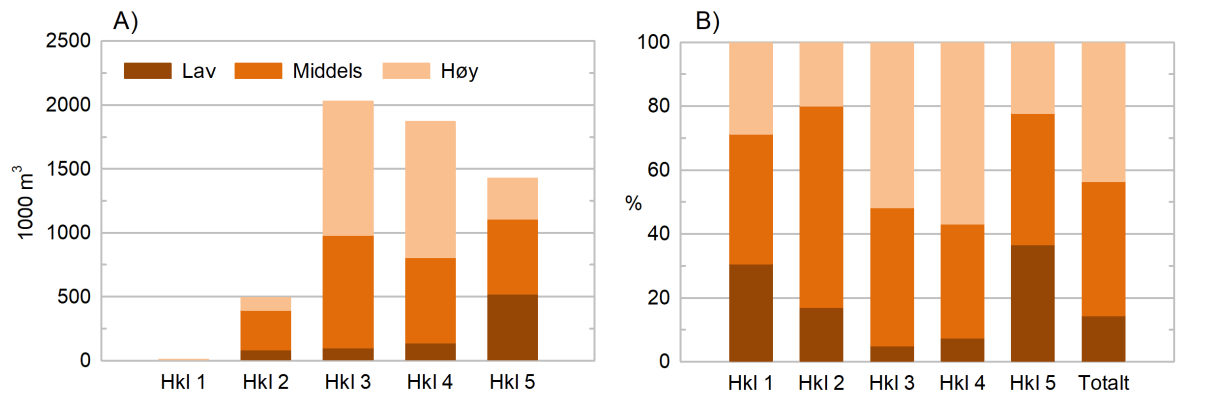 A)
2500
2000
1500
1000
500
0
1000 m³
Lav Middels Høy
Hkl 1 Hkl 2 Hkl 3 Hkl 4 Hkl 5
B)
100
80
60
40
20
0
%
Hkl 1 Hkl 2 Hkl 3 Hkl 4 Hkl 5 Totalt